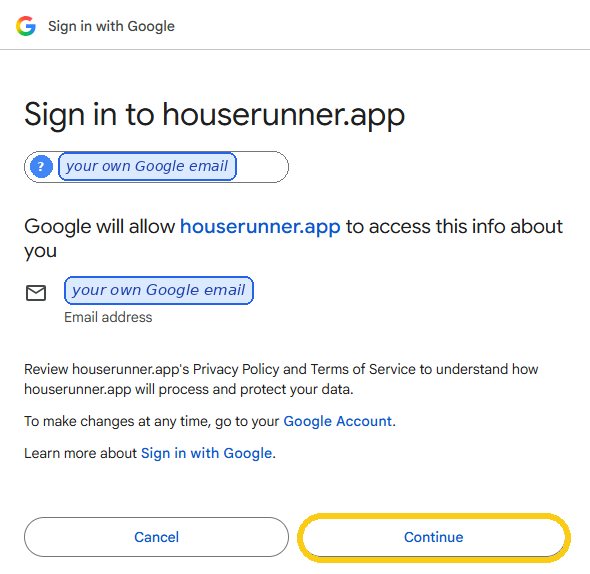 Sign in with Google
Sign in to houserunner.app
? your own Google email
Google will allow houserunner.app to access this info about
you
your own Google email
Email address
Review houserunner.app's Privacy Policy and Terms of Service to understand how
houserunner.app will process and protect your data.
To make changes at any time, go to your Google Account.
Learn more about Sign in with Google.
Cancel Continue